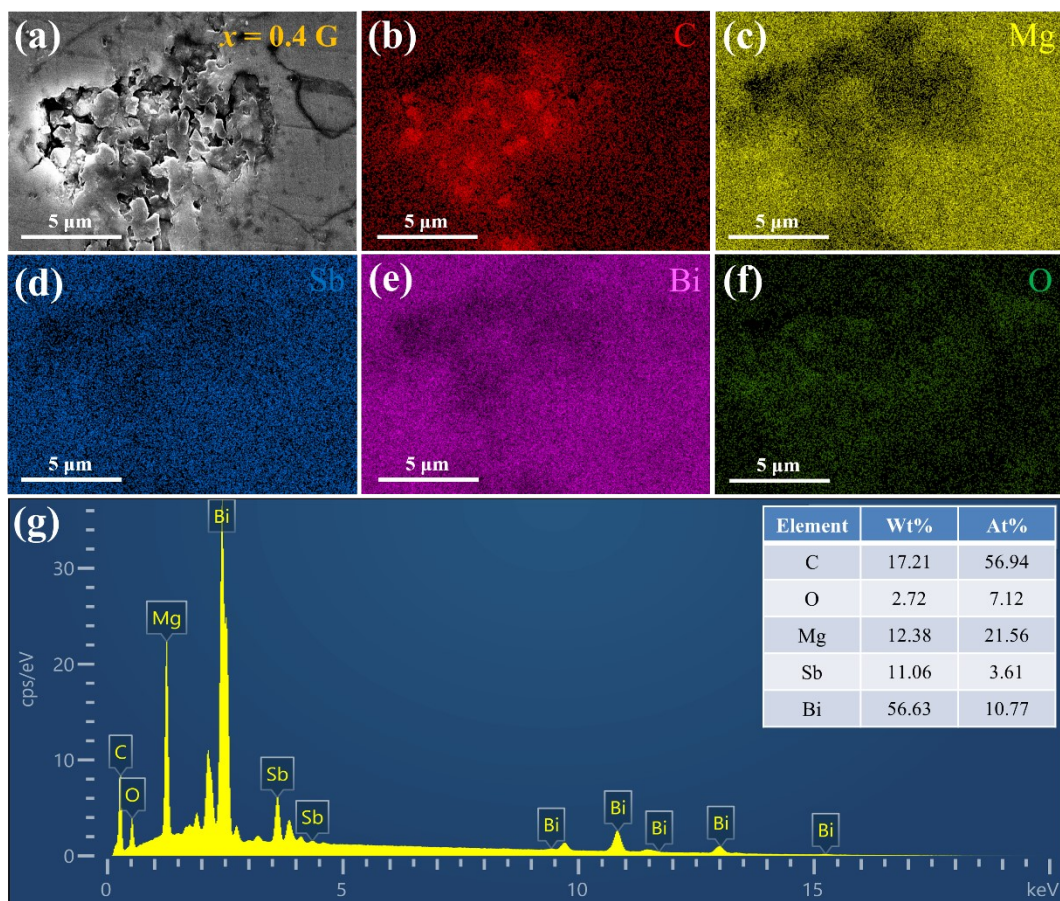 (a) x = 0.4 G
5 μm
(b) C
5 μm
(c) Mg
5 μm
(d) Sb
5 μm
(e) Bi
5 μm
(f) O
5 μm
(g)
Element Wt% At%
C 17.21 56.94
O 2.72 7.12
Mg 12.38 21.56
Sb 11.06 3.61
Bi 56.63 10.77
cps/eV
30
20
10
0
C
O
Mg
Bi
Sb
Sb
Bi
Bi
Bi
Bi
Bi
0 5 10 15 keV